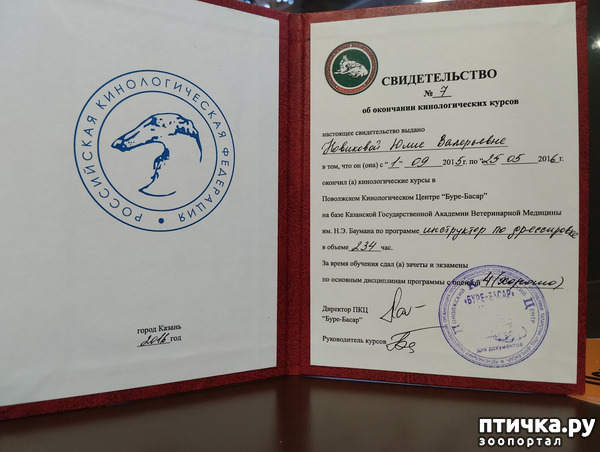 РОССИЙСКАЯ КИНОЛОГИЧЕСКАЯ ФЕДЕРАЦИЯ
город Казань
2016 год
СВИДЕТЕЛЬСТВО
№ 7
об окончании кинологических курсов
настоящее свидетельство выдано
Новиковой Юлие Валерьевне
в том, что он (она) с "1-09 2015г. по "25 05 2016г.
окончил (а) кинологические курсы в
Поволжском Кинологическом Центре "Буре-Басар"
на базе Казанской Государственной Академии Ветеринарной Медицины
им. Н.Э. Баумана по программе инструктор по дрессировке
в объеме 234 час.
За время обучения сдал (а) зачеты и экзамены
по основным дисциплинам программы с оценкой 4 (хорошо)
Директор ПКЦ
"Буре-Басар"
Руководитель курсов
"БУРЕ-БАСАР"
для документов
птичка.ру
зоопортал